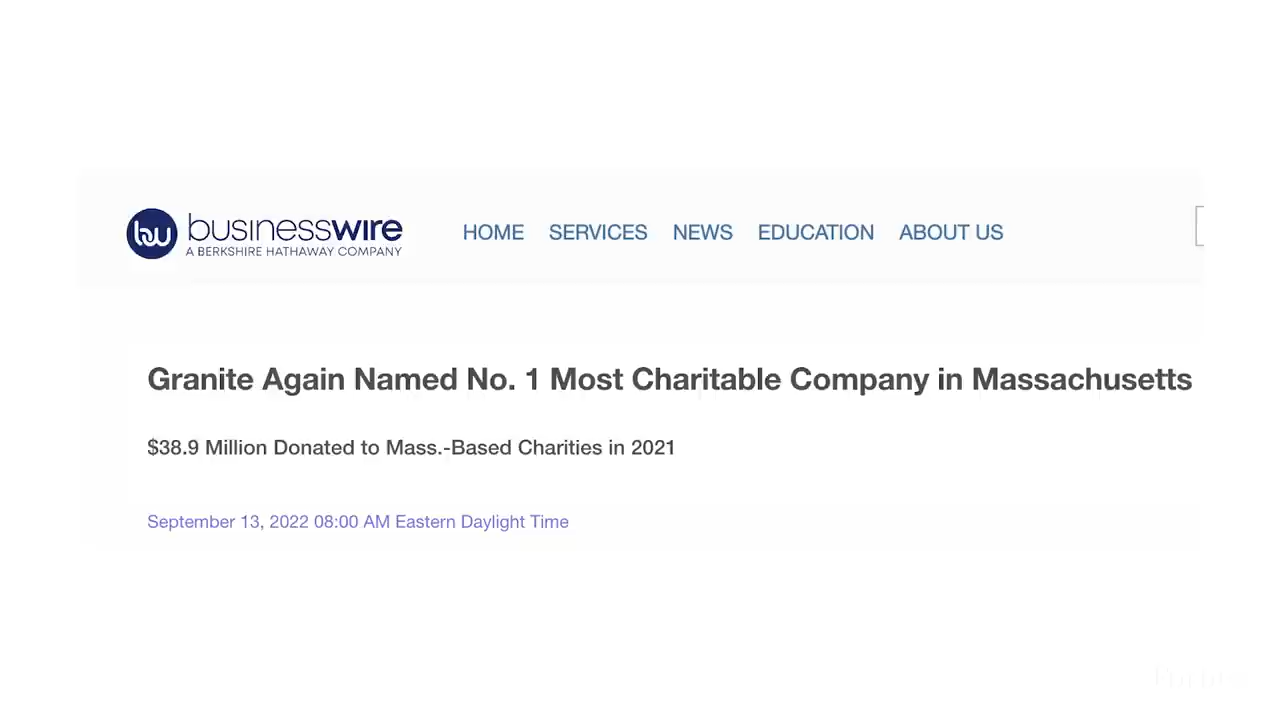 businesswire
A BERKSHIRE HATHAWAY COMPANY
HOME SERVICES NEWS EDUCATION ABOUT US
Granite Again Named No. 1 Most Charitable Company in Massachusetts
$38.9 Million Donated to Mass.-Based Charities in 2021
September 13, 2022 08:00 AM Eastern Daylight Time